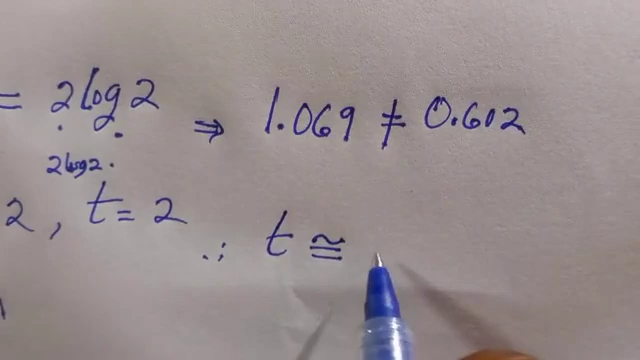 = 2log2 ⇒ 1.069 ≠ 0.602
2log2.
2, t = 2 ∴ t ≅